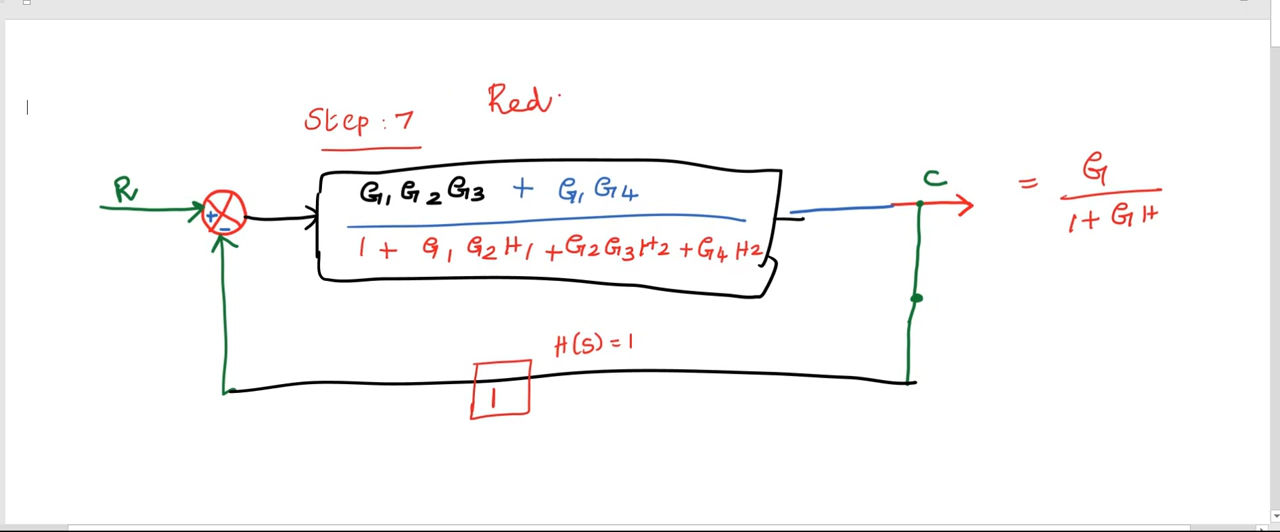 Red.
Step : 7
R
+
-
G1 G2 G3 + G1 G4
1 + G1 G2 H1 + G2 G3 H2 + G4 H2
C
= G
1 + G H
H(s) = 1
1